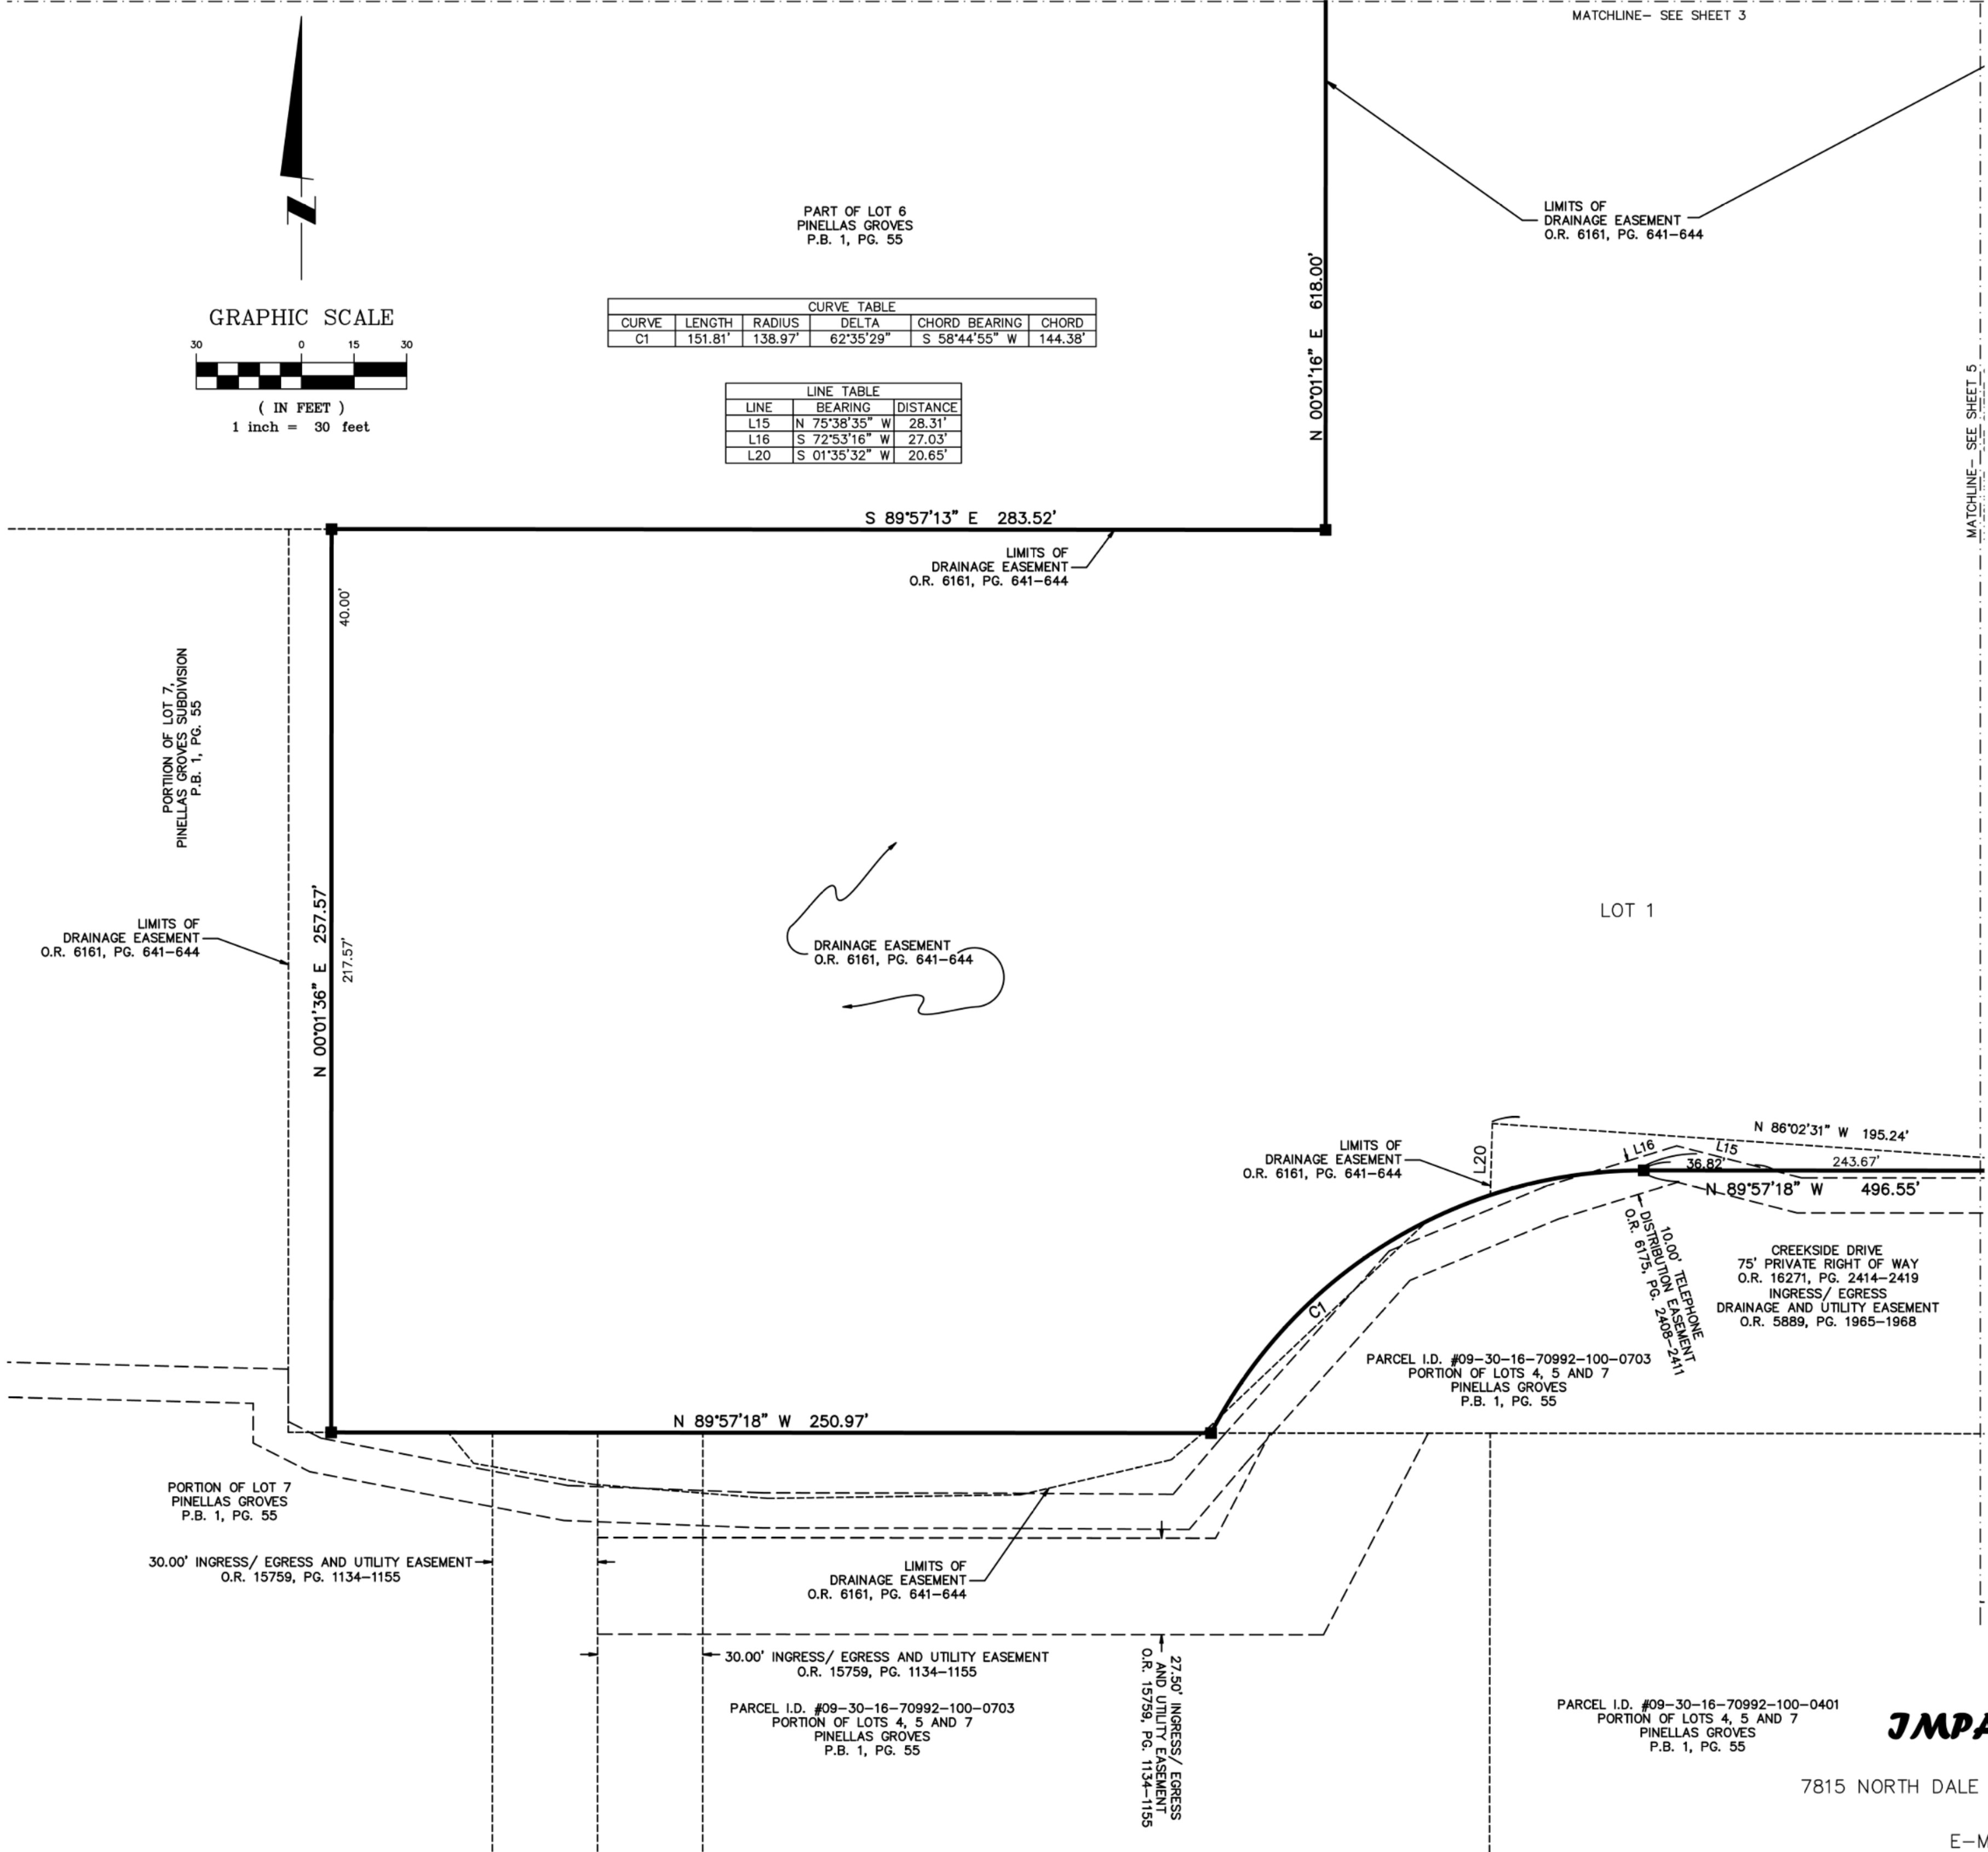 MATCHLINE- SEE SHEET 3
PART OF LOT 6
PINELLAS GROVES
P.B. 1, PG. 55
LIMITS OF
DRAINAGE EASEMENT
O.R. 6161, PG. 641-644
N 00°01'16" E 618.00'
GRAPHIC SCALE
30 0 15 30
( IN FEET )
1 inch = 30 feet
CURVE TABLE
CURVE LENGTH RADIUS DELTA CHORD BEARING CHORD
C1 151.81' 138.97' 62°35'29" S 58°44'55" W 144.38'
LINE TABLE
LINE BEARING DISTANCE
L15 N 75°38'35" W 28.31'
L16 S 72°53'16" W 27.03'
L20 S 01°35'32" W 20.65'
MATCHLINE- SEE SHEET 5
S 89°57'13" E 283.52'
LIMITS OF
DRAINAGE EASEMENT
O.R. 6161, PG. 641-644
40.00'
PORTIION OF LOT 7,
PINELLAS GROVES SUBDIVISION
P.B. 1, PG. 55
LIMITS OF
DRAINAGE EASEMENT
O.R. 6161, PG. 641-644
N 00°01'36" E 257.57'
217.57'
DRAINAGE EASEMENT
O.R. 6161, PG. 641-644
LOT 1
LIMITS OF
DRAINAGE EASEMENT
O.R. 6161, PG. 641-644
L20
L16
L15
N 86°02'31" W 195.24'
36.82'
243.67'
N 89°57'18" W 496.55'
10.00' TELEPHONE
DISTRIBUTION EASEMENT
O.R. 6175, PG. 2408-2411
CREEKSIDE DRIVE
75' PRIVATE RIGHT OF WAY
O.R. 16271, PG. 2414-2419
INGRESS/ EGRESS
DRAINAGE AND UTILITY EASEMENT
O.R. 5889, PG. 1965-1968
C1
PARCEL I.D. #09-30-16-70992-100-0703
PORTION OF LOTS 4, 5 AND 7
PINELLAS GROVES
P.B. 1, PG. 55
N 89°57'18" W 250.97'
PORTION OF LOT 7
PINELLAS GROVES
P.B. 1, PG. 55
30.00' INGRESS/ EGRESS AND UTILITY EASEMENT
O.R. 15759, PG. 1134-1155
LIMITS OF
DRAINAGE EASEMENT
O.R. 6161, PG. 641-644
30.00' INGRESS/ EGRESS AND UTILITY EASEMENT
O.R. 15759, PG. 1134-1155
27.50' INGRESS/ EGRESS
AND UTILITY EASEMENT
O.R. 15759, PG. 1134-1155
PARCEL I.D. #09-30-16-70992-100-0703
PORTION OF LOTS 4, 5 AND 7
PINELLAS GROVES
P.B. 1, PG. 55
PARCEL I.D. #09-30-16-70992-100-0401
PORTION OF LOTS 4, 5 AND 7
PINELLAS GROVES
P.B. 1, PG. 55
7815 NORTH DALE